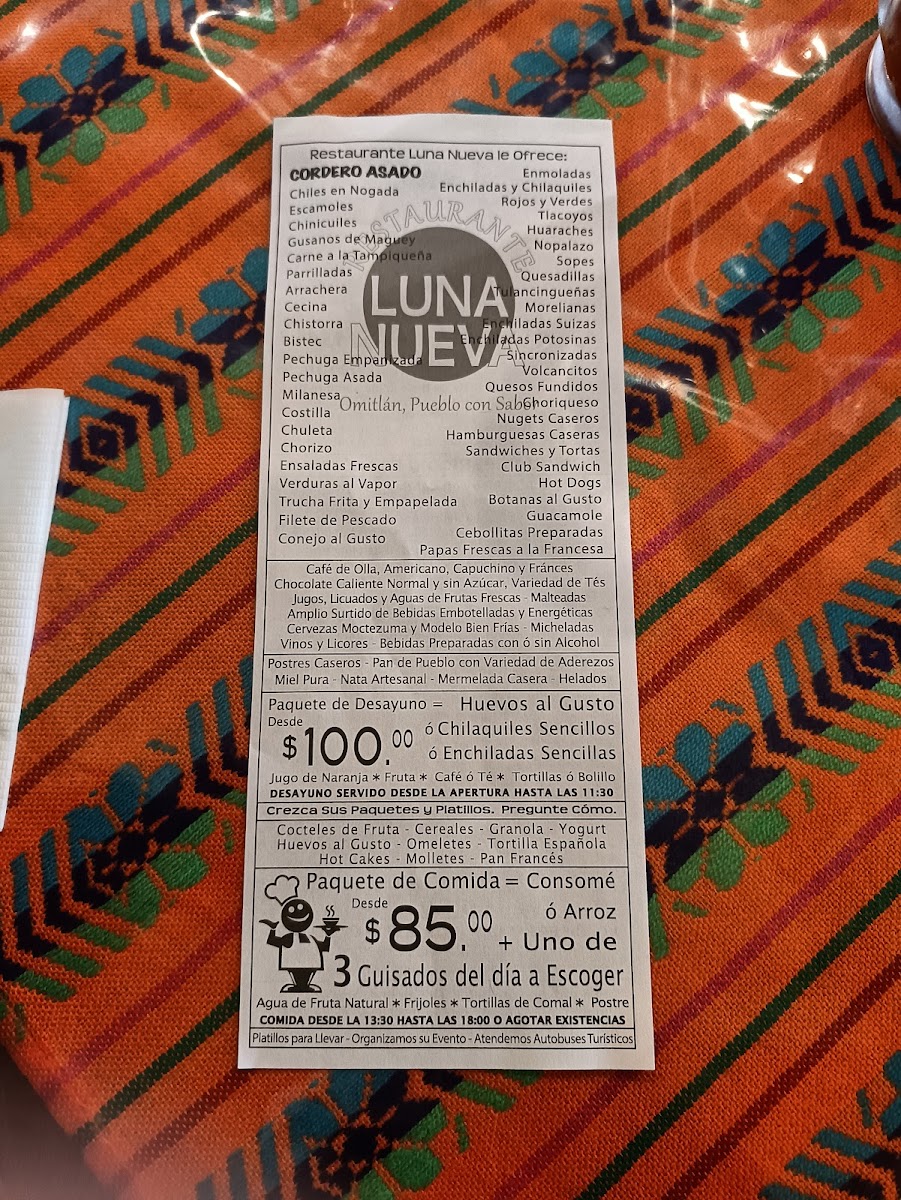 Restaurante Luna Nueva le Ofrece:
CORDERO ASADO
Chiles en Nogada
Escamoles
Chinicuiles
Gusanos de Maguey
Carne a la Tampiqueña
Parrilladas
Arrachera
Cecina
Chistorra
Bistec
Pechuga Empanizada
Pechuga Asada
Milanesa
Costilla
Chuleta
Chorizo
Ensaladas Frescas
Verduras al Vapor
Trucha Frita y Empapelada
Filete de Pescado
Conejo al Gusto
Enmoladas
Enchiladas y Chilaquiles
Rojos y Verdes
Tlacoyos
Huaraches
Nopalazo
Sopes
Quesadillas
Tulancingueñas
Morelianas
Enchiladas Suizas
Enchiladas Potosinas
Sincronizadas
Volcancitos
Quesos Fundidos
Choriqueso
Nugets Caseros
Hamburguesas Caseras
Sandwiches y Tortas
Club Sandwich
Hot Dogs
Botanas al Gusto
Guacamole
Cebollitas Preparadas
Papas Frescas a la Francesa
RESTAURANTE
LUNA
NUEVA
Omitlán, Pueblo con Sabor
Café de Olla, Americano, Capuchino y Fránces
Chocolate Caliente Normal y sin Azúcar, Variedad de Tés
Jugos, Licuados y Aguas de Frutas Frescas - Malteadas
Amplio Surtido de Bebidas Embotelladas y Energéticas
Cervezas Moctezuma y Modelo Bien Frías - Micheladas
Vinos y Licores - Bebidas Preparadas con ó sin Alcohol
Postres Caseros - Pan de Pueblo con Variedad de Aderezos
Miel Pura - Nata Artesanal - Mermelada Casera - Helados
Paquete de Desayuno = Huevos al Gusto
Desde
$100.00
ó Chilaquiles Sencillos
ó Enchiladas Sencillas
Jugo de Naranja * Fruta * Café ó Té * Tortillas ó Bolillo
DESAYUNO SERVIDO DESDE LA APERTURA HASTA LAS 11:30
Crezca Sus Paquetes y Platillos. Pregunte Cómo.
Cocteles de Fruta - Cereales - Granola - Yogurt
Huevos al Gusto - Omeletes - Tortilla Española
Hot Cakes - Molletes - Pan Francés
Paquete de Comida = Consomé
Desde
$85.00
ó Arroz
+ Uno de
3 Guisados del día a Escoger
Agua de Fruta Natural * Frijoles * Tortillas de Comal * Postre
COMIDA DESDE LA 13:30 HASTA LAS 18:00 O AGOTAR EXISTENCIAS
Platillos para Llevar - Organizamos su Evento - Atendemos Autobuses Turísticos